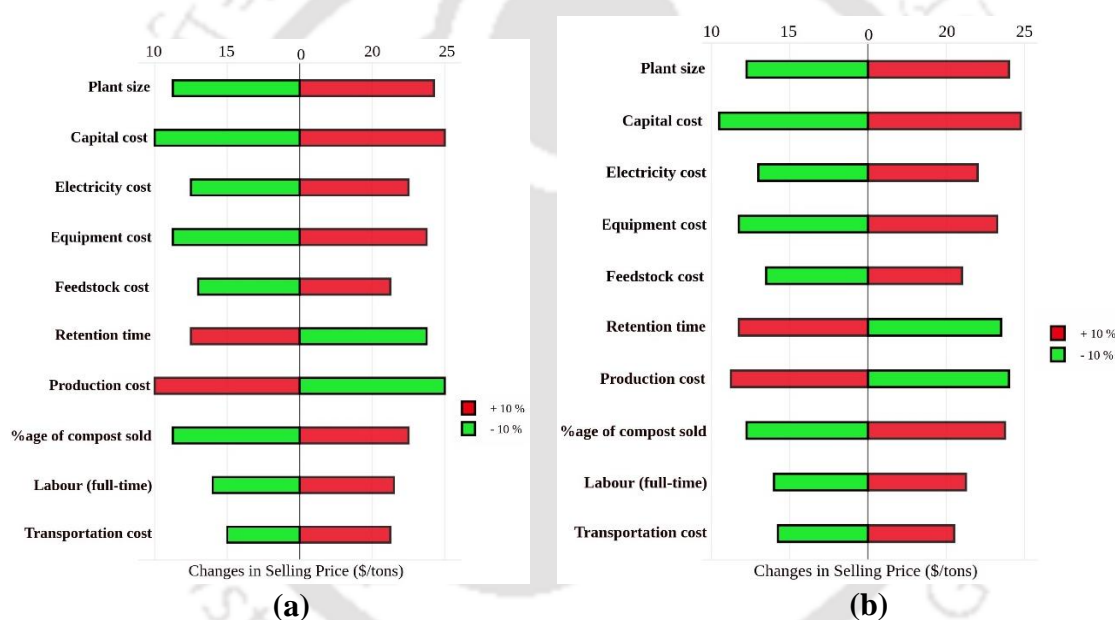 10 15 0 20 25
Plant size
Capital cost
Electricity cost
Equipment cost
Feedstock cost
Retention time
Production cost
%age of compost sold
Labour (full-time)
Transportation cost
+ 10 %
- 10 %
Changes in Selling Price ($/tons)
(a)
10 15 0 20 25
Plant size
Capital cost
Electricity cost
Equipment cost
Feedstock cost
Retention time
Production cost
%age of compost sold
Labour (full-time)
Transportation cost
+ 10 %
- 10 %
Changes in Selling Price ($/tons)
(b)